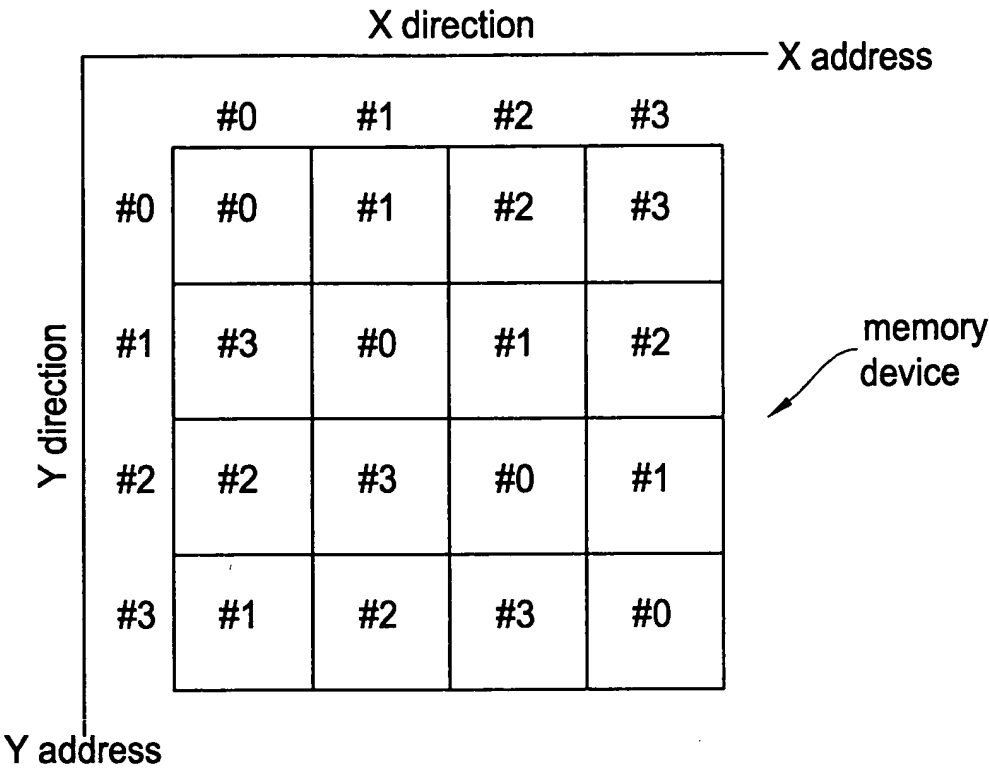 X direction
X address
#0 #1 #2 #3
#0 #0 #1 #2 #3
#1 #3 #0 #1 #2
#2 #2 #3 #0 #1
#3 #1 #2 #3 #0
Y direction
Y address
memory
device